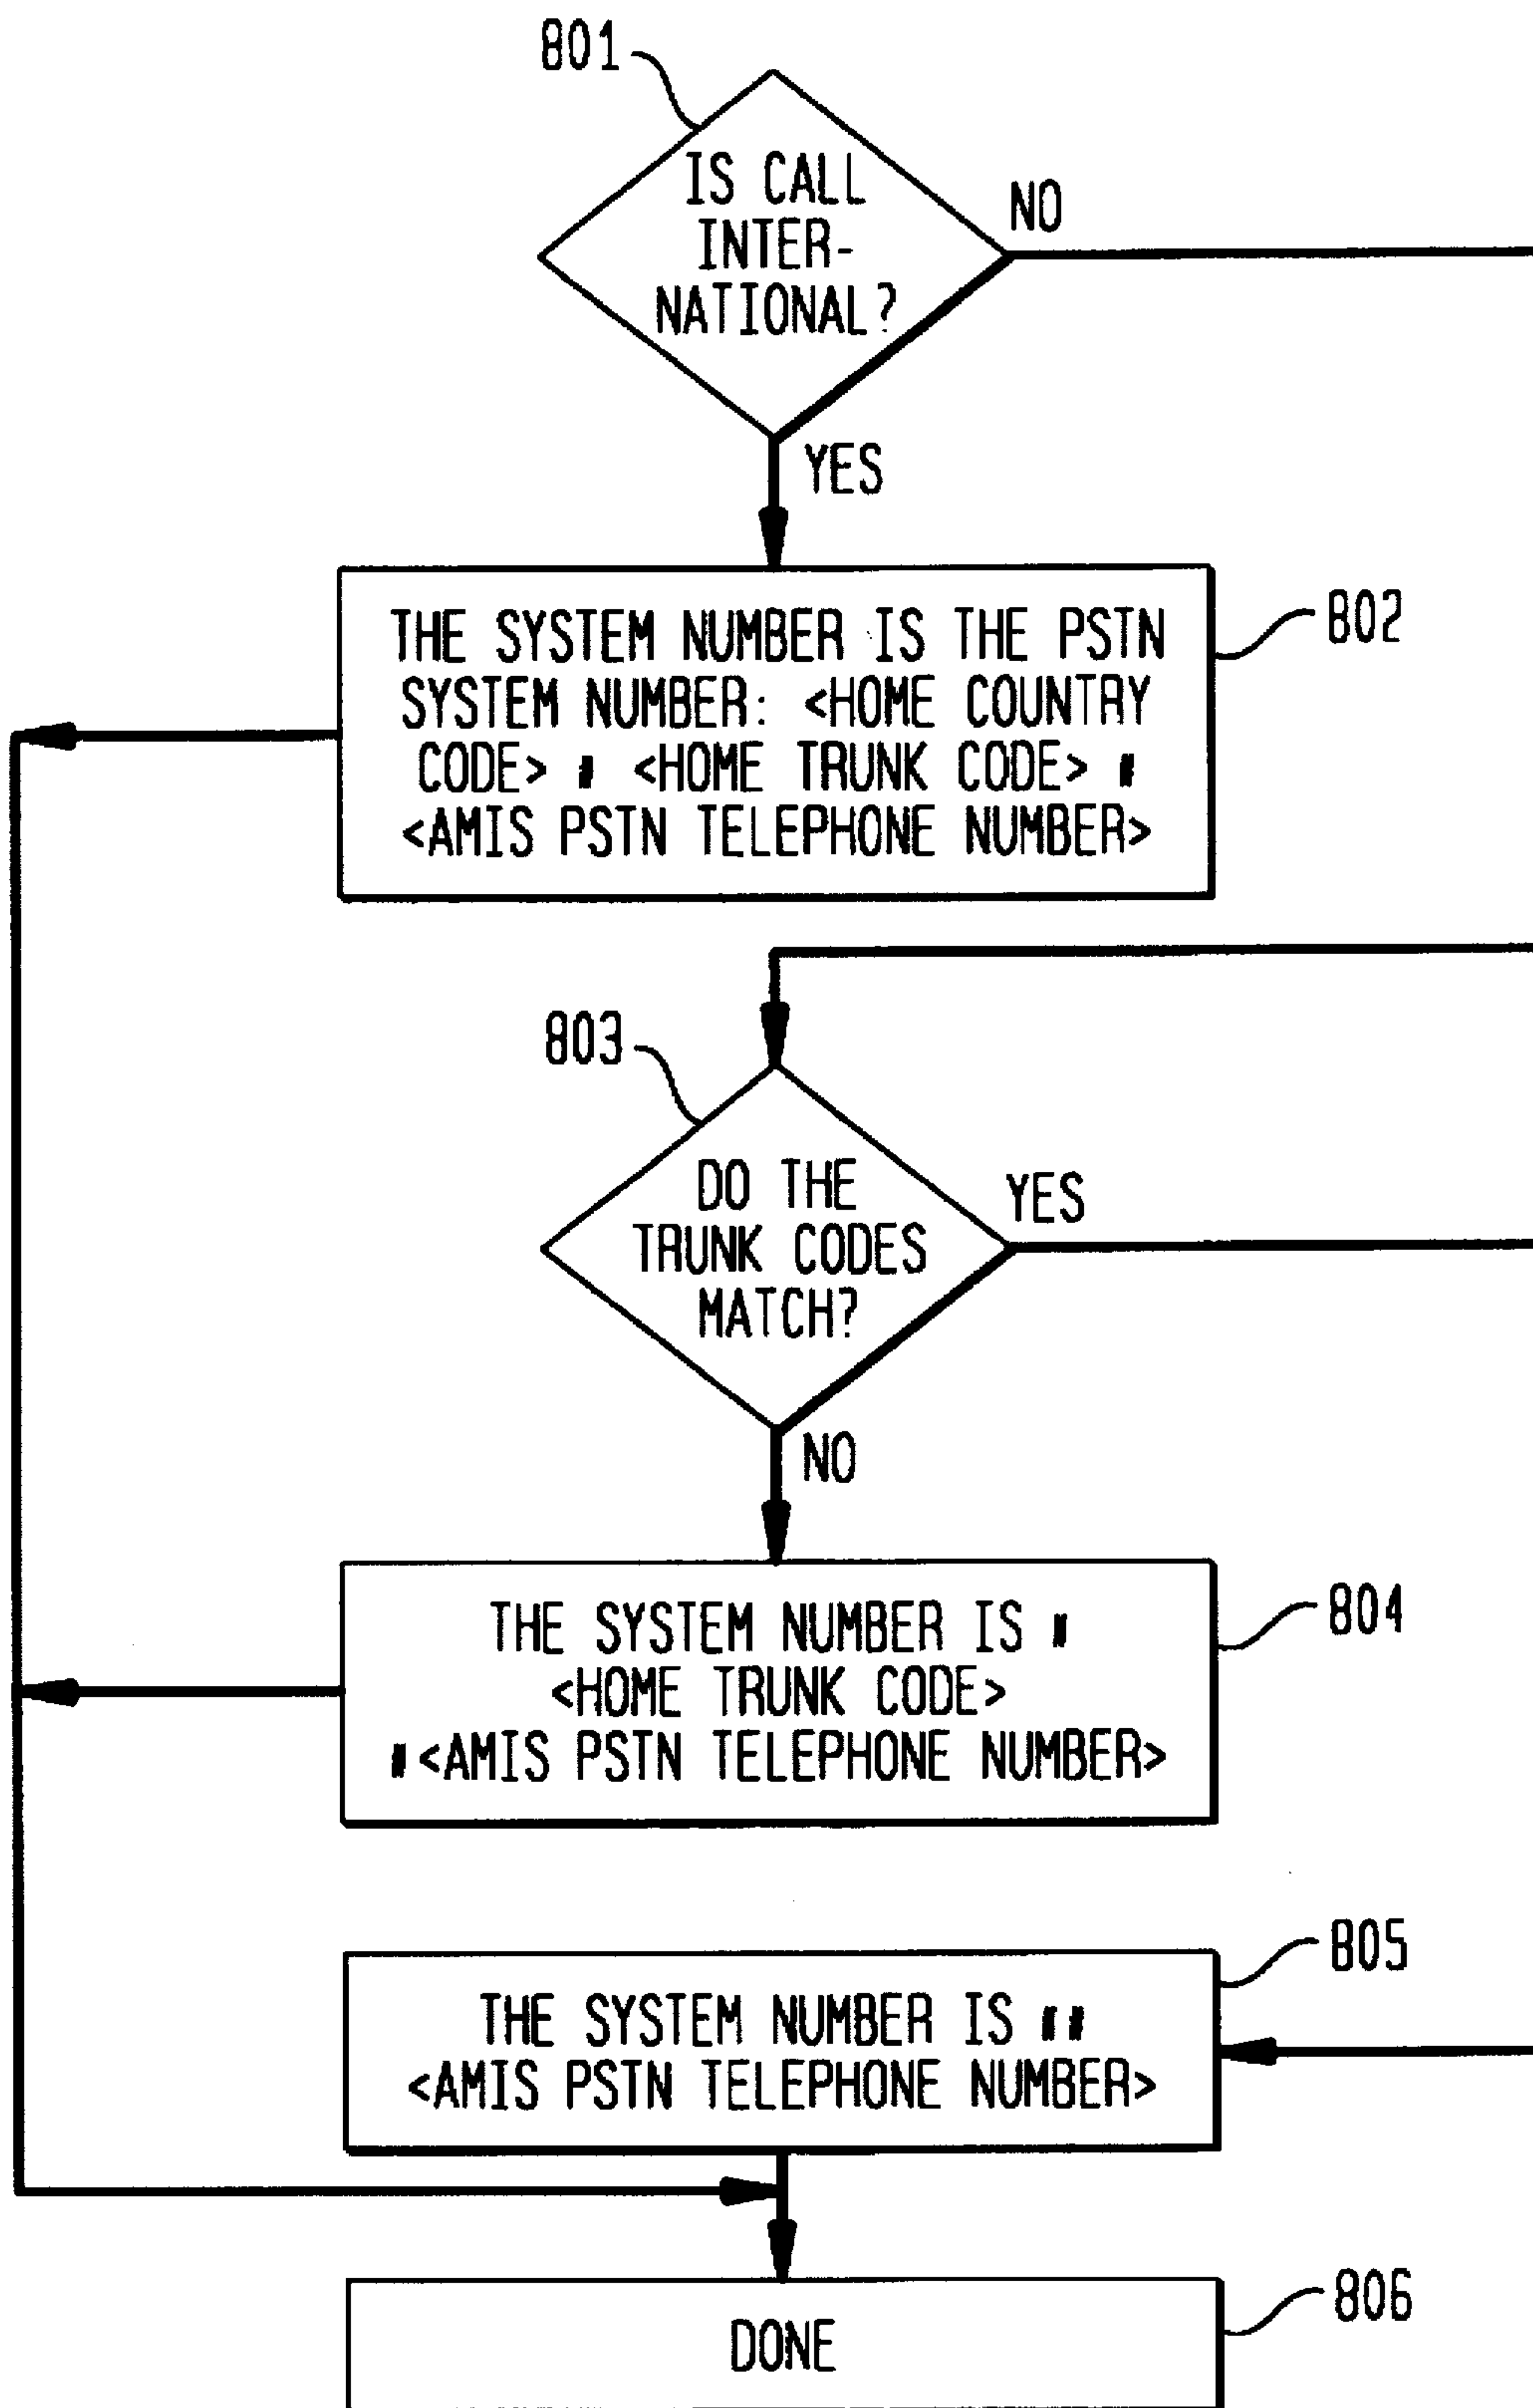 801
IS CALL
INTER-
NATIONAL?
NO
YES
THE SYSTEM NUMBER IS THE PSTN
SYSTEM NUMBER: <HOME COUNTRY
CODE> # <HOME TRUNK CODE> #
<AMIS PSTN TELEPHONE NUMBER>
802
803
DO THE
TRUNK CODES
MATCH?
YES
NO
THE SYSTEM NUMBER IS #
<HOME TRUNK CODE>
#<AMIS PSTN TELEPHONE NUMBER>
804
805
THE SYSTEM NUMBER IS ##
<AMIS PSTN TELEPHONE NUMBER>
DONE
806